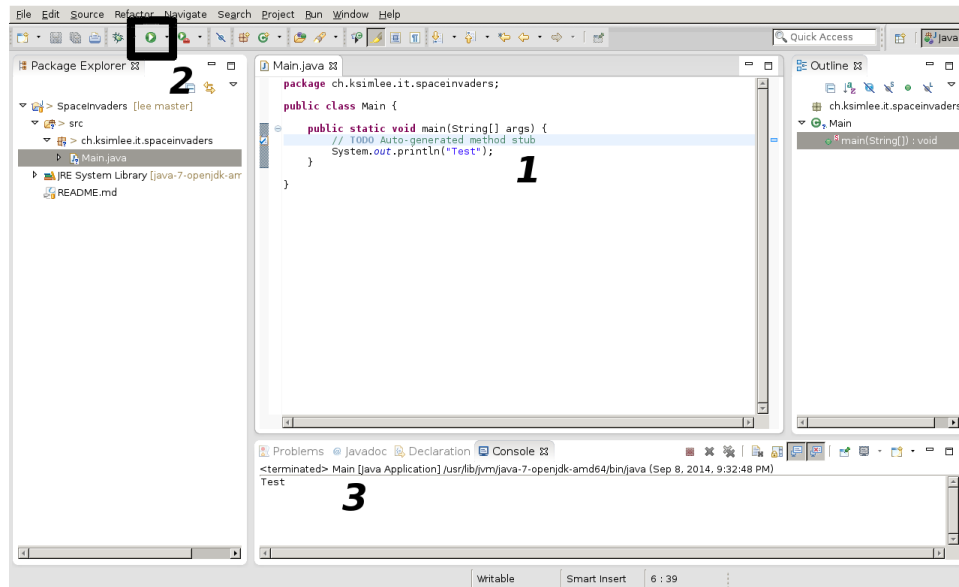 File Edit Source Refactor Navigate Search Project Run Window Help
Quick Access
Java
2
Package Explorer
SpaceInvaders [lee master]
> src
> ch.ksimlee.it.spaceinvaders
Main.java
JRE System Library [java-7-openjdk-am
README.md
Main.java
package ch.ksimlee.it.spaceinvaders;
public class Main {
public static void main(String[] args) {
// TODO Auto-generated method stub
System.out.println("Test");
}
}
1
Outline
ch.ksimlee.it.spaceinvaders
Main
main(String[]) : void
Problems Javadoc Declaration Console
<terminated> Main [Java Application] /usr/lib/jvm/java-7-openjdk-amd64/bin/java (Sep 8, 2014, 9:32:48 PM)
Test
3
Writable Smart Insert 6 : 39